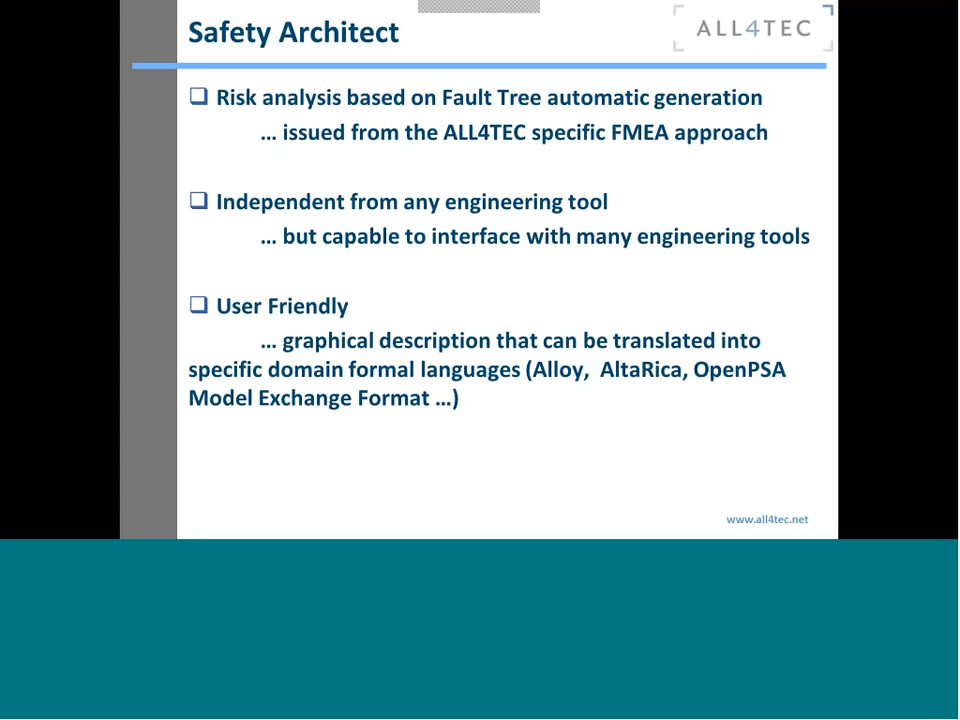 Safety Architect
ALL4TEC
Risk analysis based on Fault Tree automatic generation
… issued from the ALL4TEC specific FMEA approach
Independent from any engineering tool
… but capable to interface with many engineering tools
User Friendly
… graphical description that can be translated into
specific domain formal languages (Alloy, AltaRica, OpenPSA
Model Exchange Format …)
www.all4tec.net